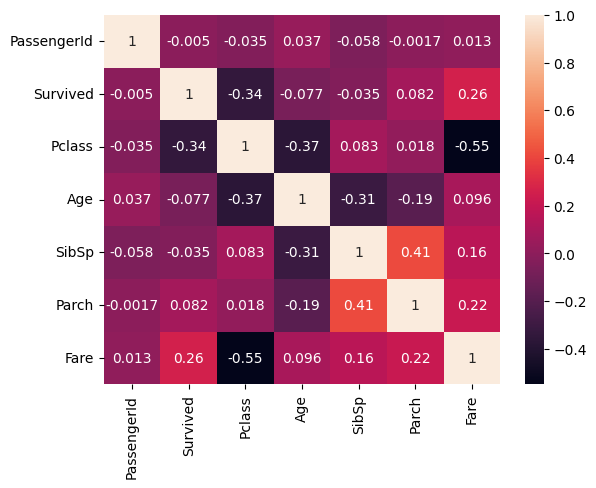 PassengerId 1 -0.005 -0.035 0.037 -0.058 -0.0017 0.013
Survived -0.005 1 -0.34 -0.077 -0.035 0.082 0.26
Pclass -0.035 -0.34 1 -0.37 0.083 0.018 -0.55
Age 0.037 -0.077 -0.37 1 -0.31 -0.19 0.096
SibSp -0.058 -0.035 0.083 -0.31 1 0.41 0.16
Parch -0.0017 0.082 0.018 -0.19 0.41 1 0.22
Fare 0.013 0.26 -0.55 0.096 0.16 0.22 1
PassengerId Survived Pclass Age SibSp Parch Fare
1.0
0.8
0.6
0.4
0.2
0.0
−0.2
−0.4